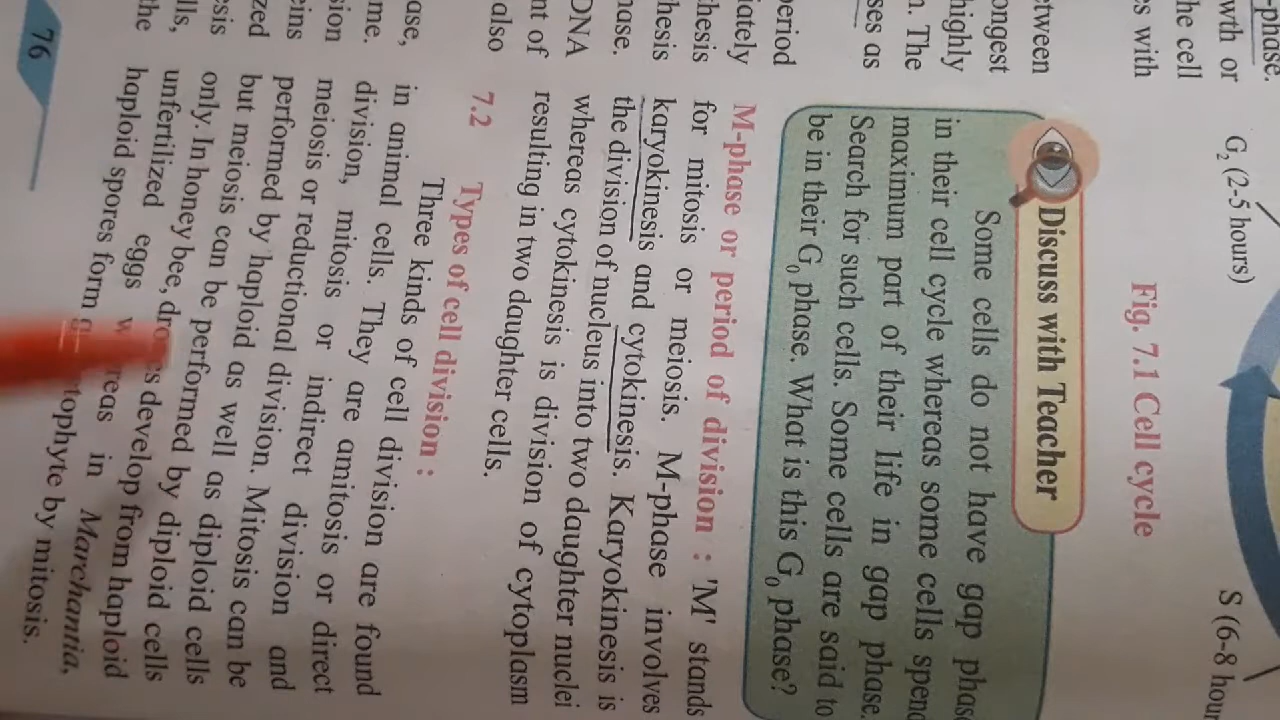 -phase.
wth or
he cell
es with
etween
ongest
highly
n. The
ses as
period
iately
thesis
thesis
hase.
DNA
nt of
also
ase,
me.
sion
eins
zed
esis
lls,
the
76
G₂ (2-5 hours)
S (6-8 hour
Fig. 7.1 Cell cycle
Discuss with Teacher
Some cells do not have gap phase
in their cell cycle whereas some cells spend
maximum part of their life in gap phase.
Search for such cells. Some cells are said to
be in their G₀ phase. What is this G₀ phase?
M-phase or period of division : 'M' stands
for mitosis or meiosis. M-phase involves
karyokinesis and cytokinesis. Karyokinesis is
the division of nucleus into two daughter nuclei
whereas cytokinesis is division of cytoplasm
resulting in two daughter cells.
7.2 Types of cell division :
Three kinds of cell division are found
in animal cells. They are amitosis or direct
division, mitosis or indirect division and
meiosis or reductional division. Mitosis can be
performed by haploid as well as diploid cells
but meiosis can be performed by diploid cells
only. In honey bee, dro es develop from haploid
unfertilized eggs w reas in Marchantia,
haploid spores form tophyte by mitosis.